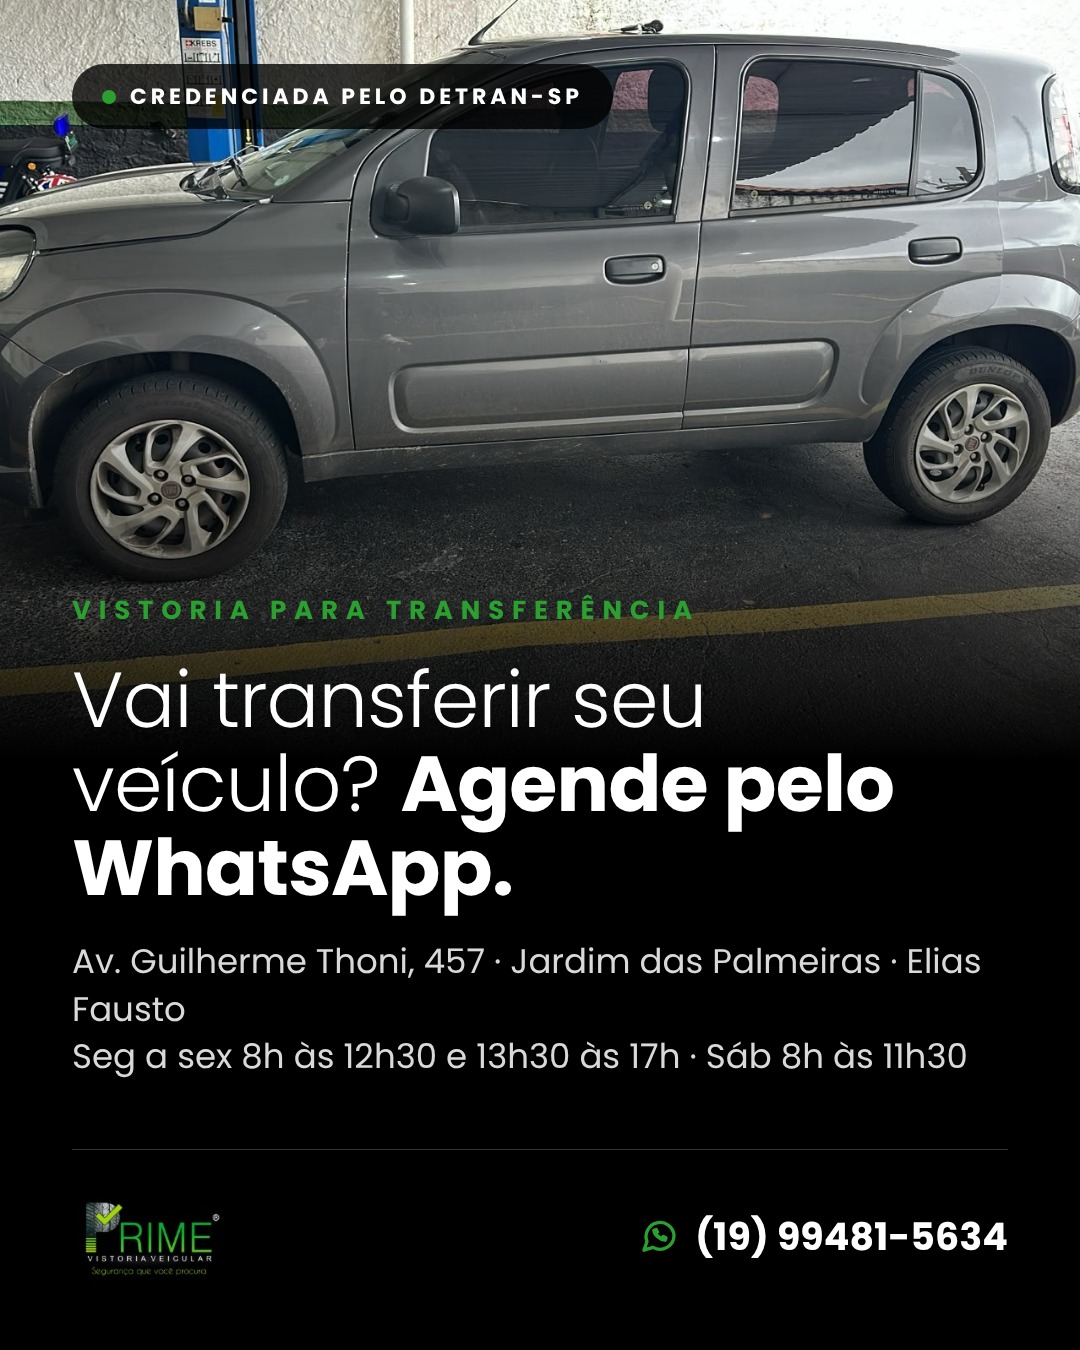 KREBS
CREDENCIADA PELO DETRAN-SP
DUNLOP
VISTORIA PARA TRANSFERÊNCIA
Vai transferir seu
veículo? Agende pelo
WhatsApp.
Av. Guilherme Thoni, 457 · Jardim das Palmeiras · Elias
Fausto
Seg a sex 8h às 12h30 e 13h30 às 17h · Sáb 8h às 11h30
PRIME®
VISTORIA VEICULAR
Segurança que você procura
(19) 99481-5634